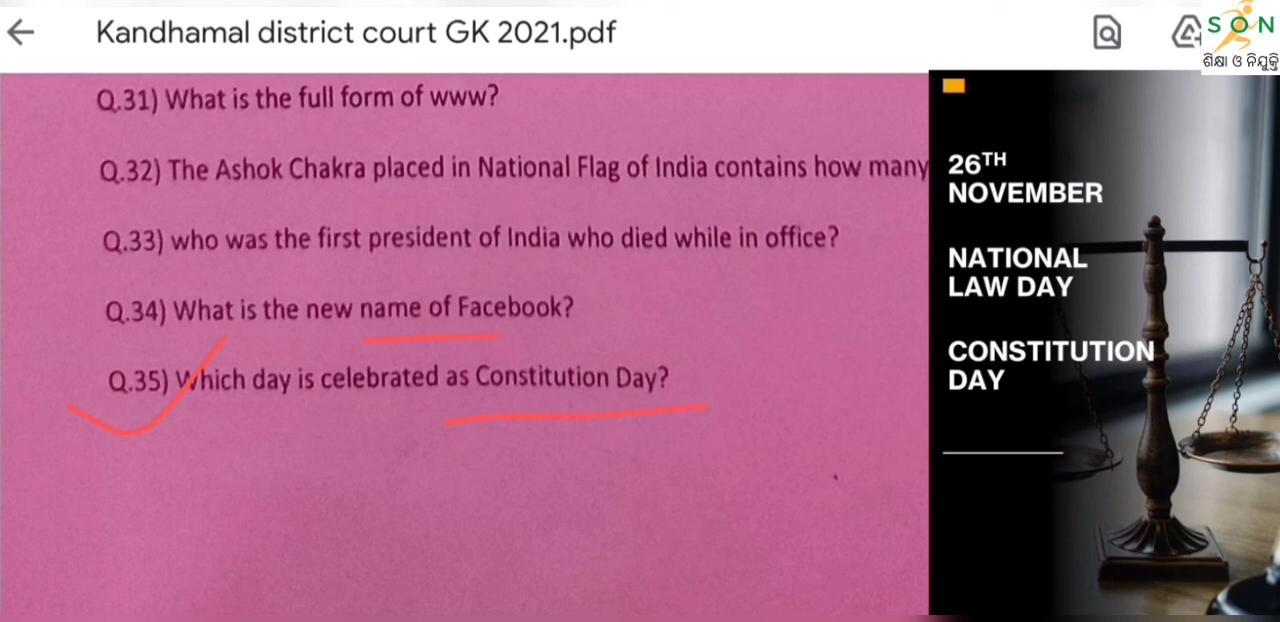 Kandhamal district court GK 2021.pdf
SON
ଶିକ୍ଷା ଓ ନିଯୁକ୍ତି
Q.31) What is the full form of www?
Q.32) The Ashok Chakra placed in National Flag of India contains how many
Q.33) who was the first president of India who died while in office?
Q.34) What is the new name of Facebook?
Q.35) Which day is celebrated as Constitution Day?
26TH
NOVEMBER
NATIONAL
LAW DAY
CONSTITUTION
DAY